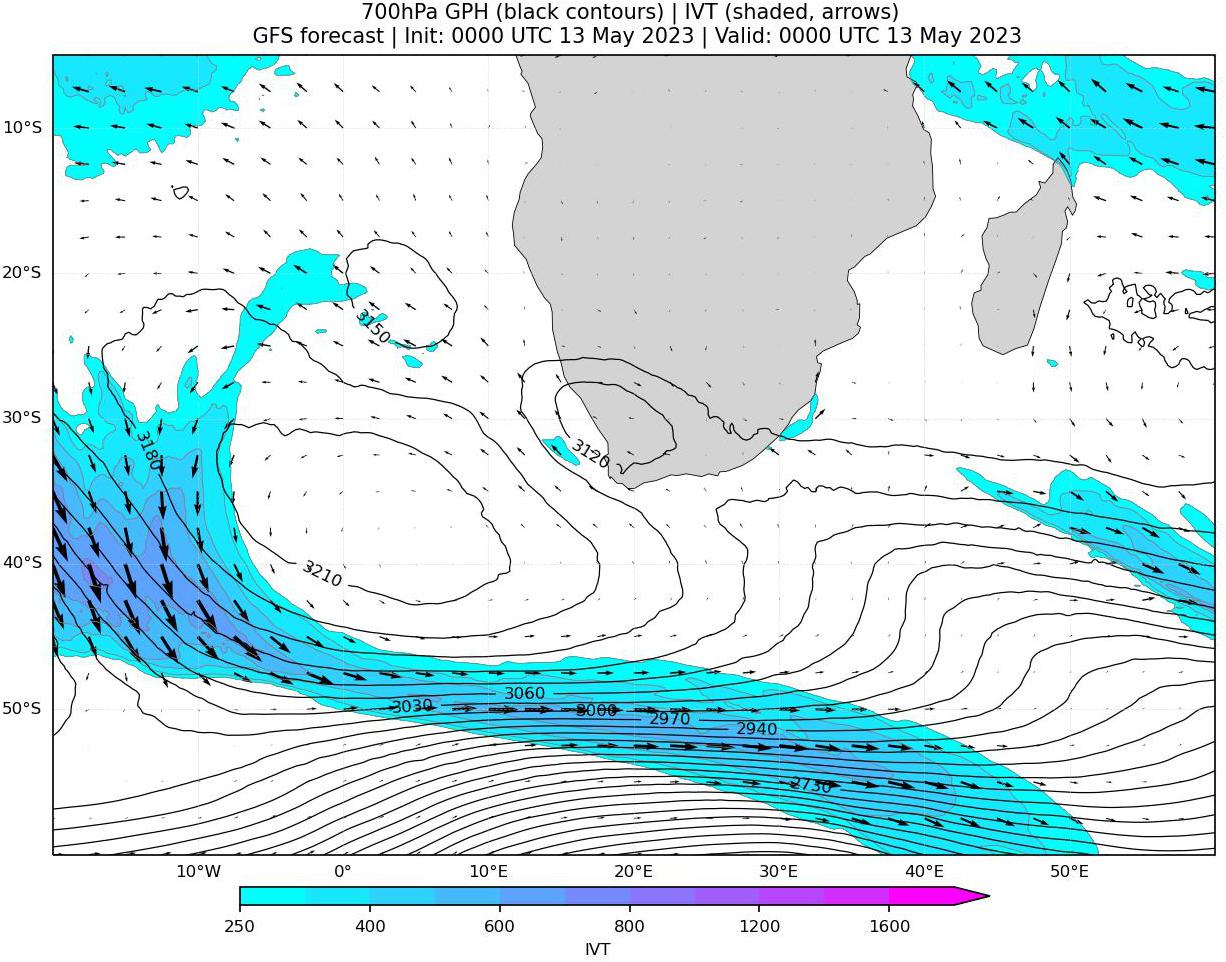 700hPa GPH (black contours) | IVT (shaded, arrows)
GFS forecast | Init: 0000 UTC 13 May 2023 | Valid: 0000 UTC 13 May 2023
10°S
20°S
3150
30°S
3180
3120
40°S
3210
3060
50°S
3030
3000
2970
2940
2730
10°W 0° 10°E 20°E 30°E 40°E 50°E
250 400 600 800 1200 1600
IVT